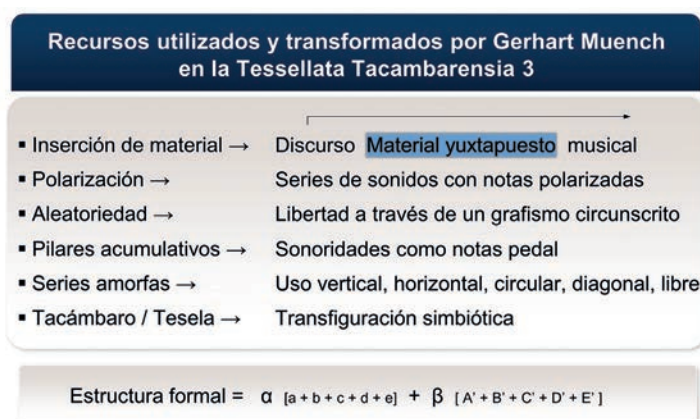 Recursos utilizados y transformados por Gerhart Muench
en la Tessellata Tacambarensia 3
▪ Inserción de material → Discurso Material yuxtapuesto musical
▪ Polarización → Series de sonidos con notas polarizadas
▪ Aleatoriedad → Libertad a través de un grafismo circunscrito
▪ Pilares acumulativos → Sonoridades como notas pedal
▪ Series amorfas → Uso vertical, horizontal, circular, diagonal, libre
▪ Tacámbaro / Tesela → Transfiguración simbiótica
Estructura formal = α [a + b + c + d + e] + β [ A' + B' + C' + D' + E' ]